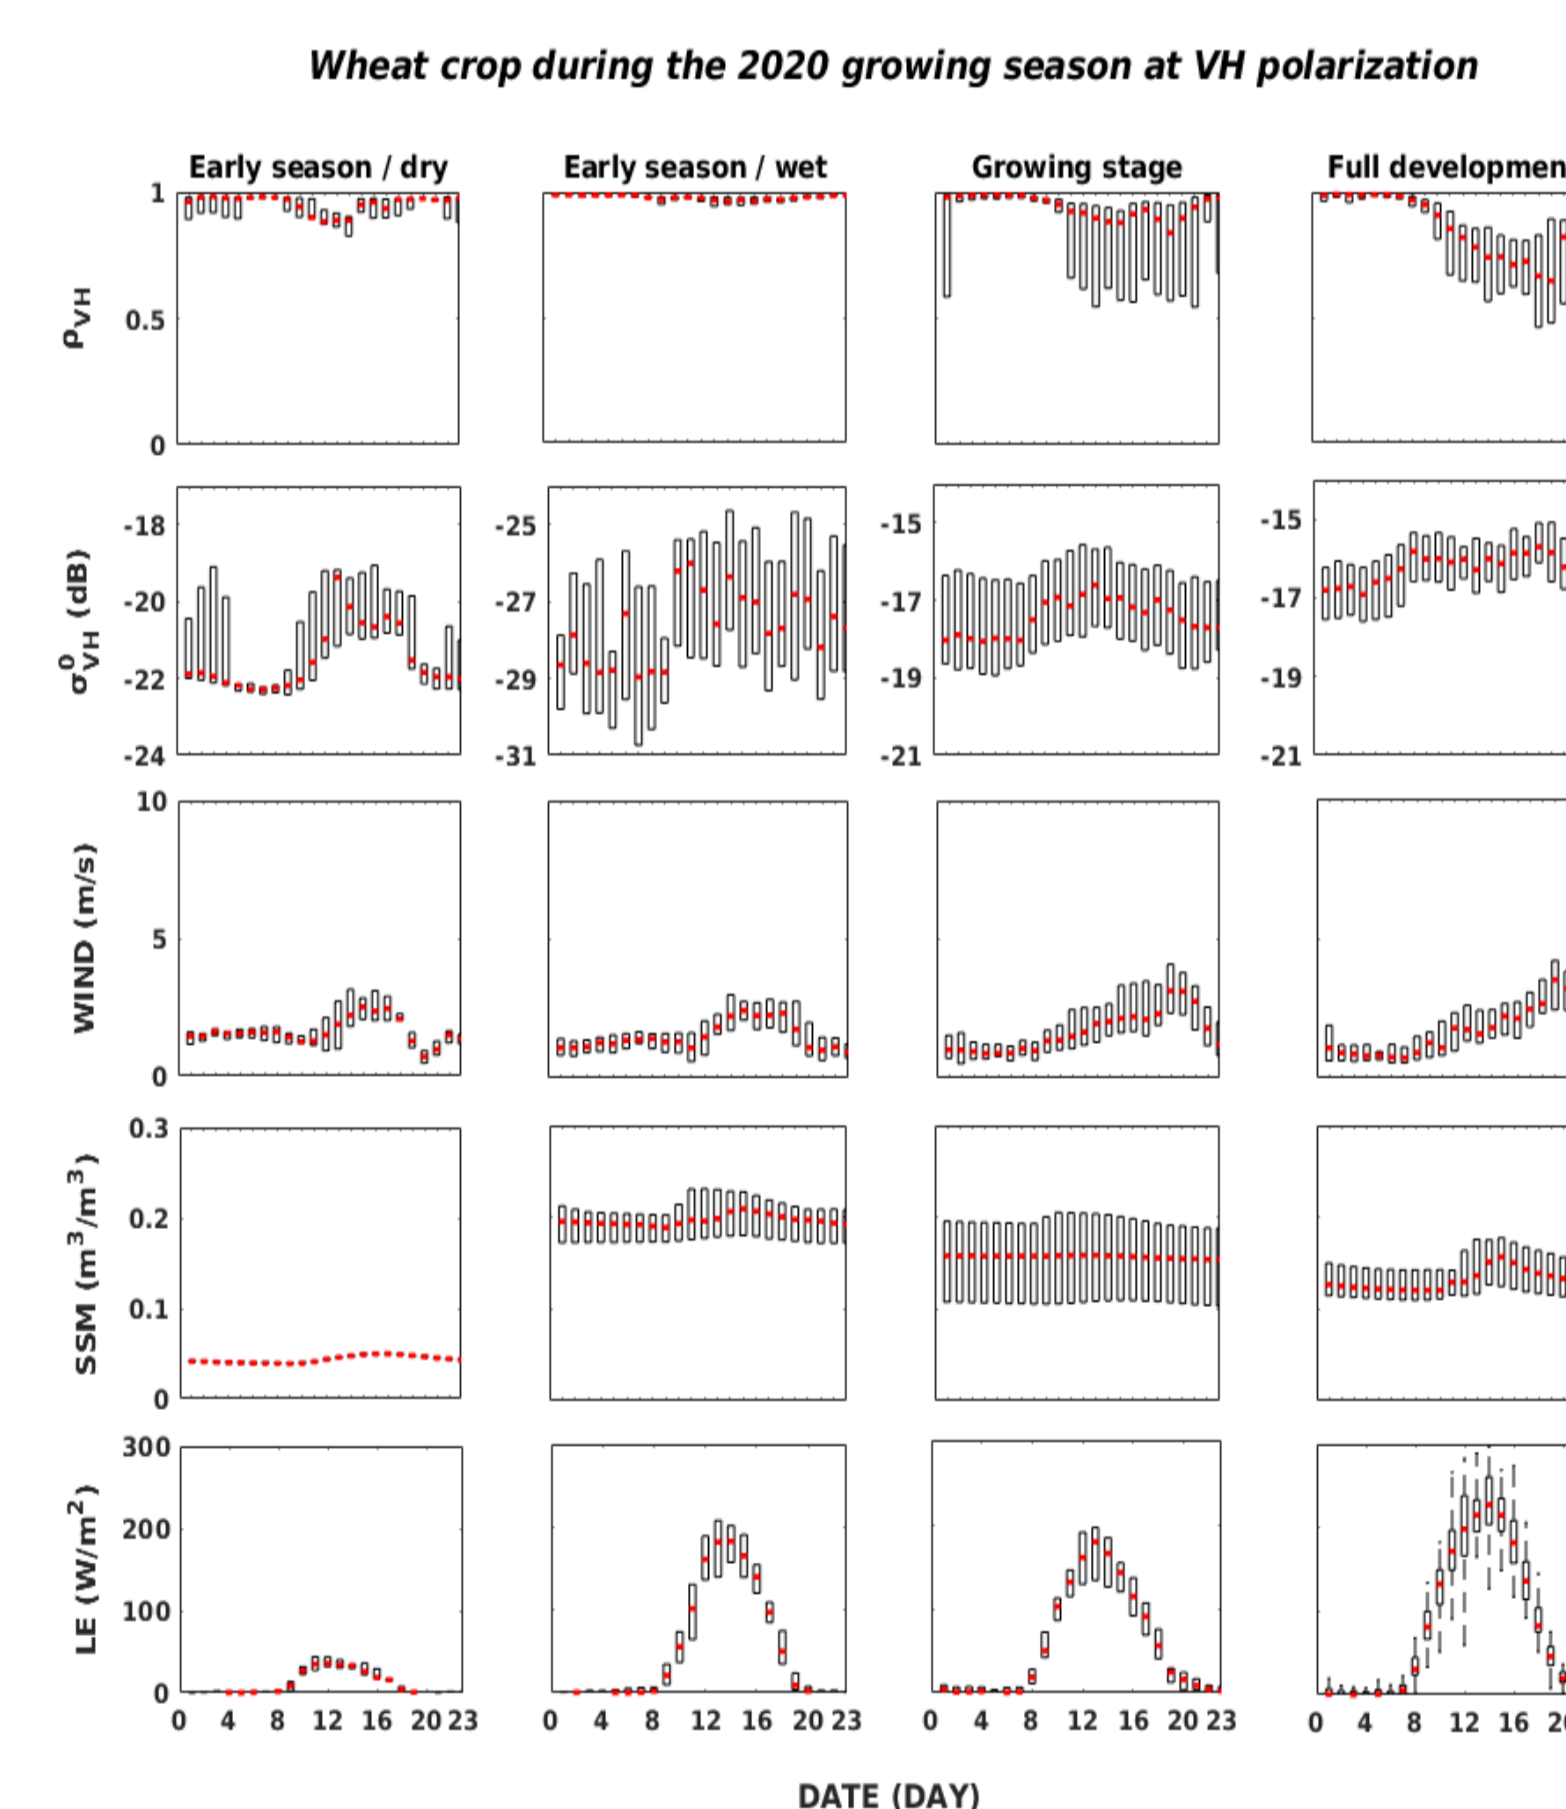 Wheat crop during the 2020 growing season at VH polarization
Early season / dry Early season / wet Growing stage Full developmen
ρVH
1
0.5
0
σ0VH (dB)
-18 -25 -15 -15
-20 -27 -17 -17
-22 -29 -19 -19
-24 -31 -21 -21
WIND (m/s)
10
5
0
SSM (m3/m3)
0.3
0.2
0.1
0
LE (W/m2)
300
200
100
0
0 4 8 12 16 20 23 0 4 8 12 16 20 23 0 4 8 12 16 20 23 0 4 8 12 16
DATE (DAY)